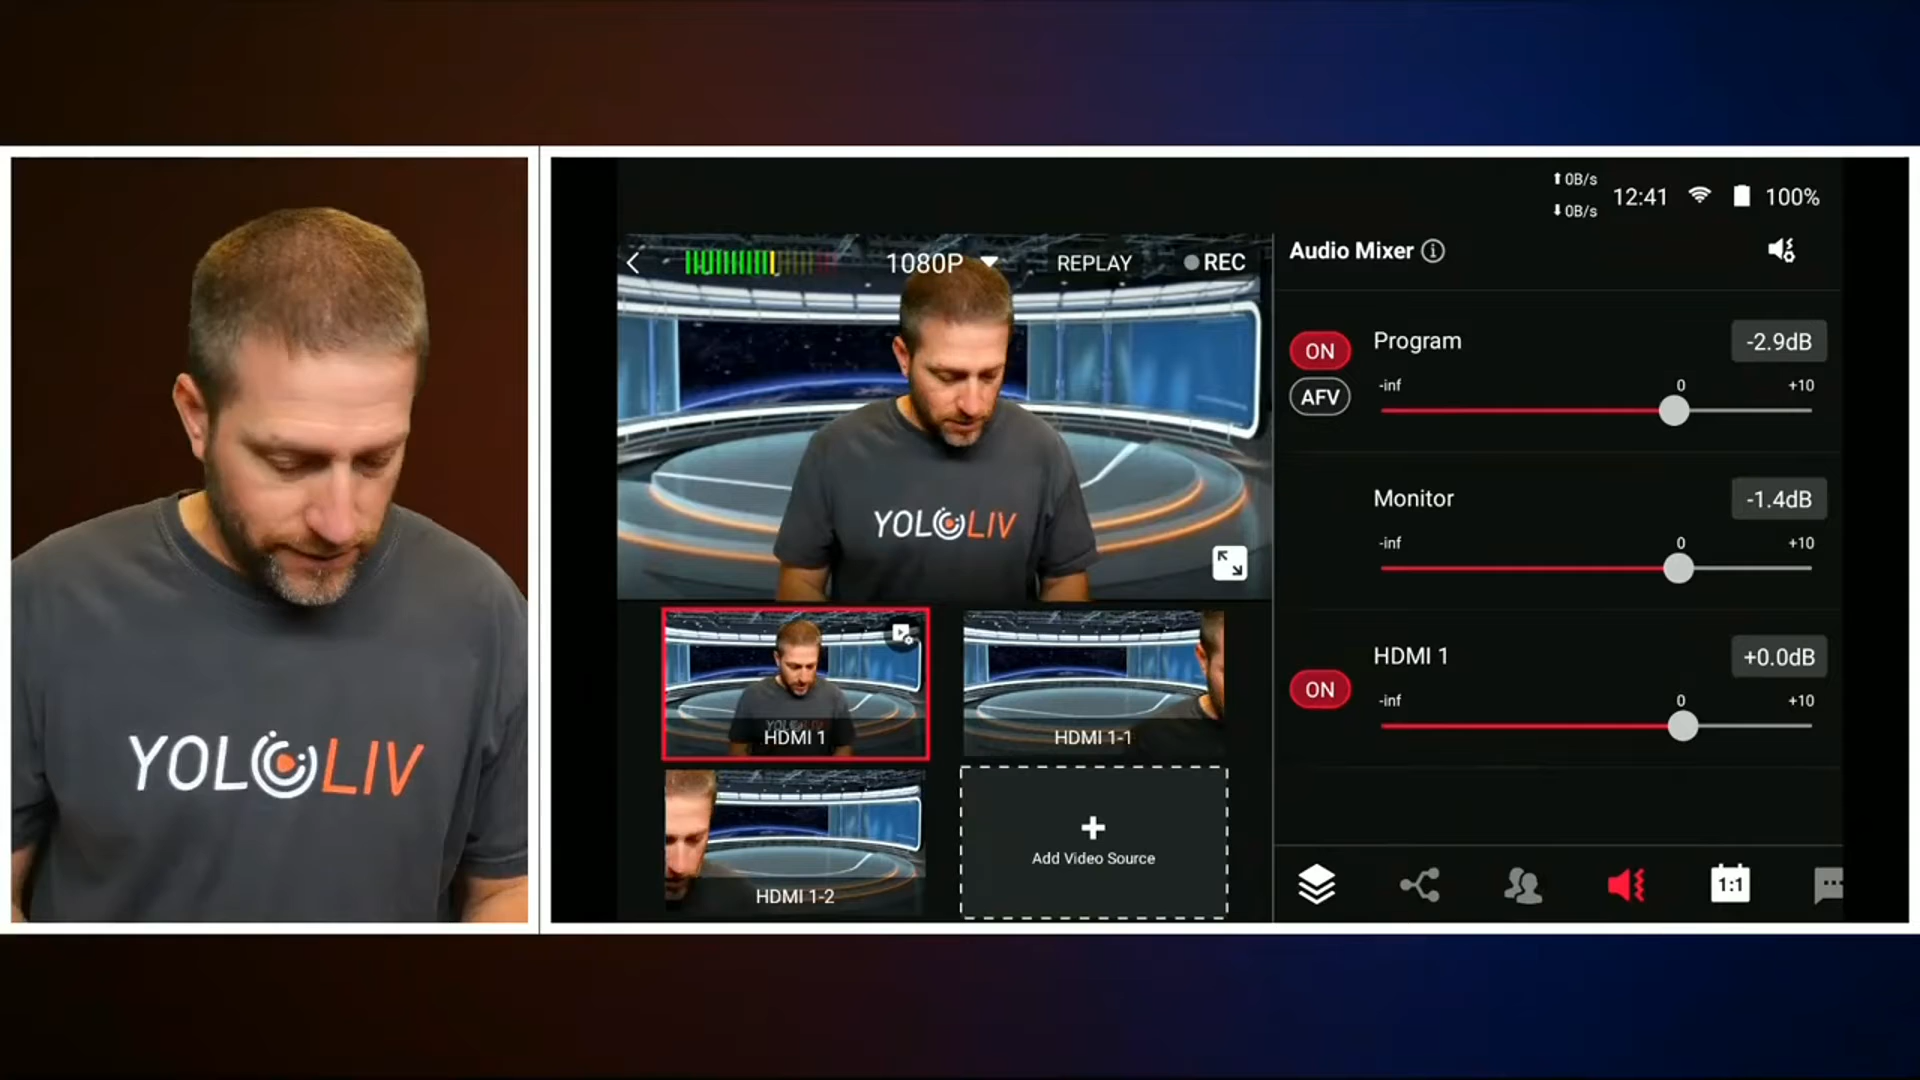 YOLOLIV
↑ 0B/s
↓ 0B/s
12:41
100%
1080P
REPLAY
REC
YOLOLIV
HDMI 1
HDMI 1-1
HDMI 1-2
+
Add Video Source
Audio Mixer
ON
AFV
Program
-2.9dB
-inf
0
+10
Monitor
-1.4dB
-inf
0
+10
ON
HDMI 1
+0.0dB
-inf
0
+10
1:1